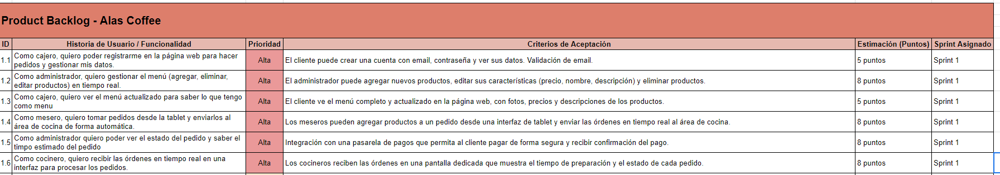 Product Backlog - Alas Coffee
ID Historia de Usuario / Funcionalidad Prioridad Criterios de Aceptación Estimación (Puntos) Sprint Asignado
1.1 Como cajero, quiero poder registrarme en la página web para hacer
pedidos y gestionar mis datos. Alta El cliente puede crear una cuenta con email, contraseña y ver sus datos. Validación de email. 5 puntos Sprint 1
1.2 Como administrador, quiero gestionar el menú (agregar, eliminar,
editar productos) en tiempo real. Alta El administrador puede agregar nuevos productos, editar sus características (precio, nombre, descripción) y eliminar productos. 8 puntos Sprint 1
1.3 Como cajero, quiero ver el menú actualizado para saber lo que tengo
como menu Alta El cliente ve el menú completo y actualizado en la página web, con fotos, precios y descripciones de los productos. 5 puntos Sprint 1
1.4 Como mesero, quiero tomar pedidos desde la tablet y enviarlos al
área de cocina de forma automática. Alta Los meseros pueden agregar productos a un pedido desde una interfaz de tablet y enviar las órdenes en tiempo real al área de cocina. 8 puntos Sprint 1
1.5 Como administrador quiero poder ver el estado del pedido y saber el
timpo estimado del pedido Alta Integración con una pasarela de pagos que permita al cliente pagar de forma segura y recibir confirmación del pago. 8 puntos Sprint 1
1.6 Como cocinero, quiero recibir las órdenes en tiempo real en una
interfaz para procesar los pedidos. Alta Los cocineros reciben las órdenes en una pantalla dedicada que muestra el tiempo de preparación y el estado de cada pedido. 8 puntos Sprint 1